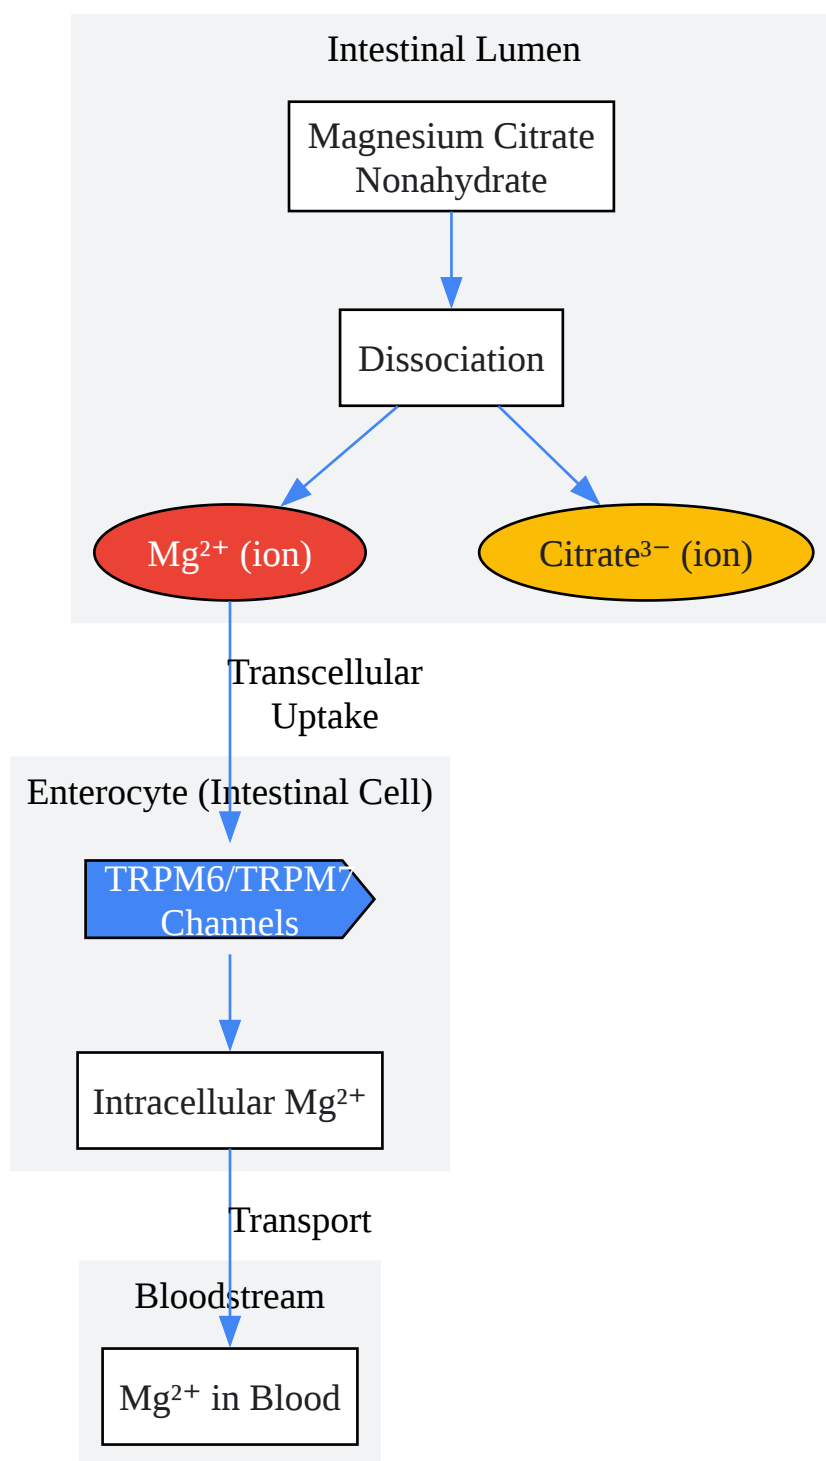 Intestinal Lumen
Magnesium Citrate
Nonahydrate
Dissociation
Mg²⁺ (ion)
Citrate³⁻ (ion)
Transcellular
Uptake
Enterocyte (Intestinal Cell)
TRPM6/TRPM7
Channels
Intracellular Mg²⁺
Transport
Bloodstream
Mg²⁺ in Blood